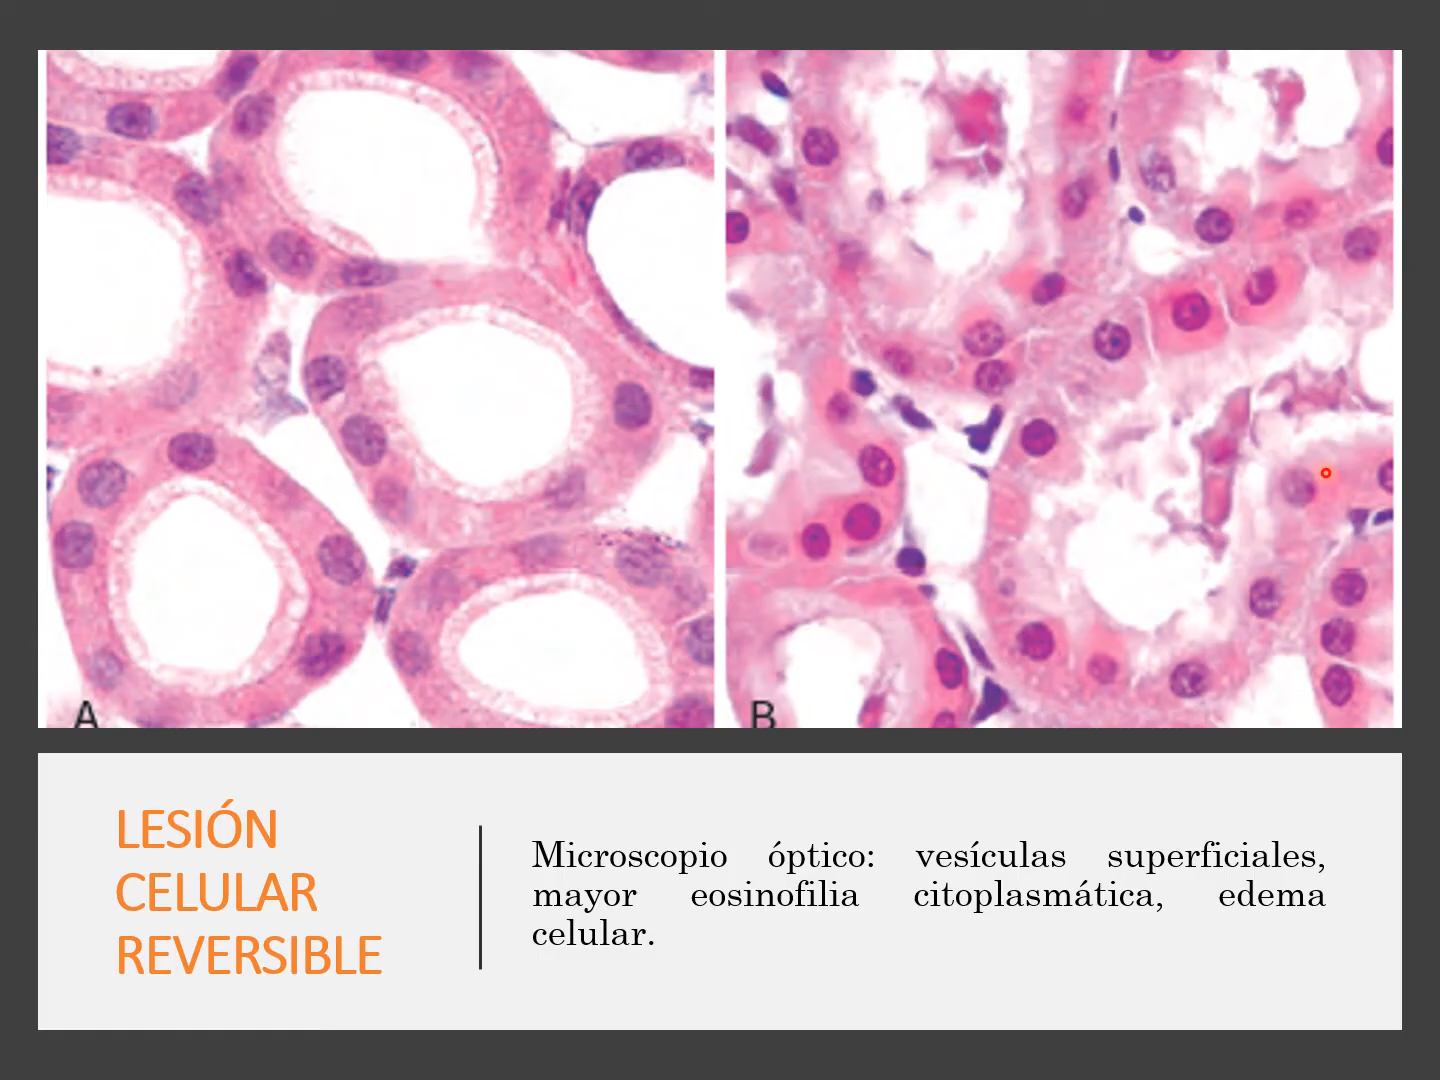 A
B
LESIÓN
CELULAR
REVERSIBLE
Microscopio óptico: vesículas superficiales,
mayor eosinofilia citoplasmática, edema
celular.